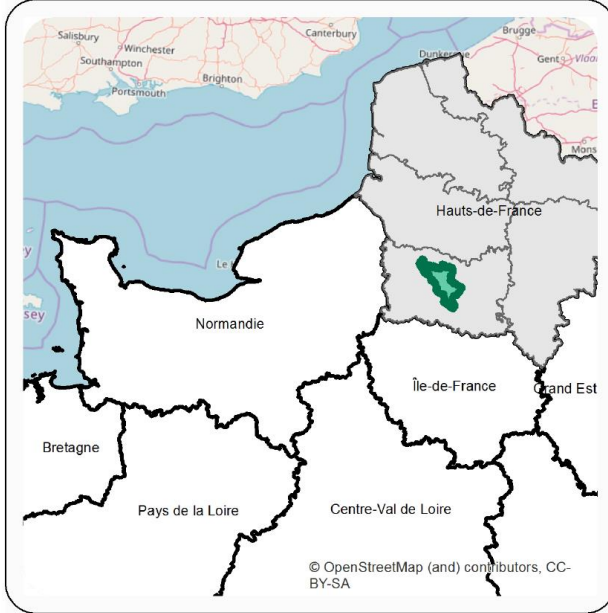 Salisbury
Winchester
Canterbury
Brugge
Southampton
Dunkerque
Gent
Brighton
Portsmouth
Mons
Hauts-de-France
Le
sey
Normandie
Île-de-France
Grand Est
Bretagne
Pays de la Loire
Centre-Val de Loire
© OpenStreetMap (and) contributors, CC-
BY-SA